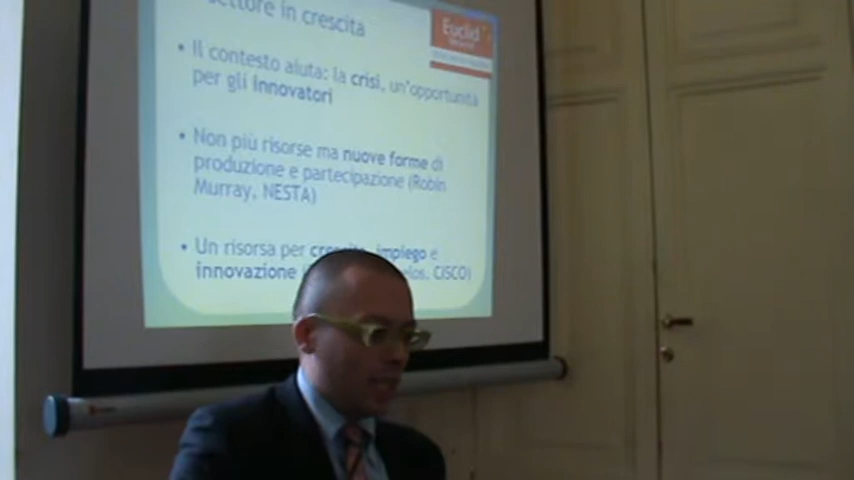 settore in crescita
Euclid
• Il contesto aiuta: la crisi, un'opportunità
per gli innovatori
• Non più risorse ma nuove forme di
produzione e partecipazione (Robin
Murray, NESTA)
• Un risorsa per crescita, impiego e
innovazione CISCO)